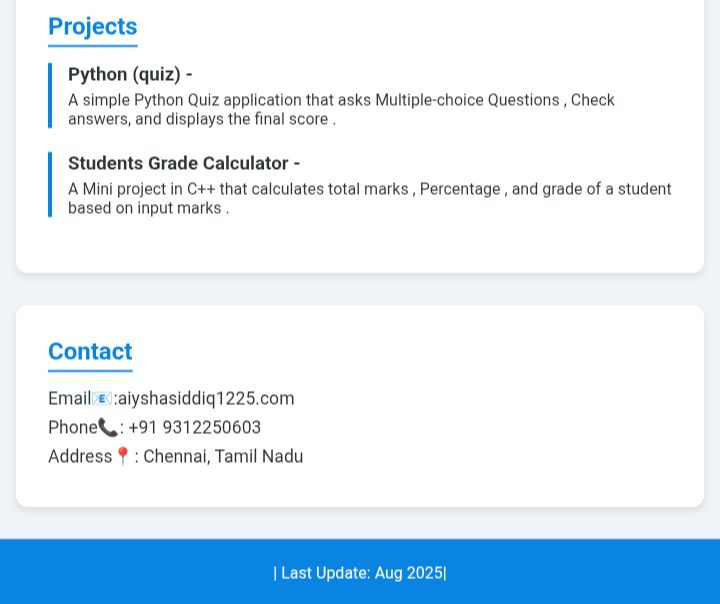 Projects
Python (quiz) -
A simple Python Quiz application that asks Multiple-choice Questions , Check
answers, and displays the final score .
Students Grade Calculator -
A Mini project in C++ that calculates total marks , Percentage , and grade of a student
based on input marks .
Contact
Email📧:aiyshasiddiq1225.com
Phone📞: +91 9312250603
Address📍: Chennai, Tamil Nadu
| Last Update: Aug 2025|